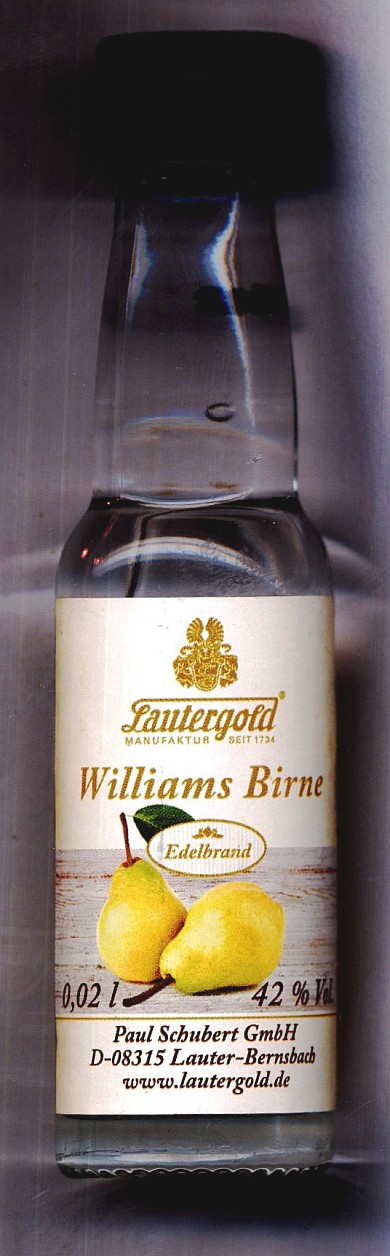 Lautergold®
MANUFAKTUR SEIT 1734
Williams Birne
Edelbrand
0,02 l 42 % Vol.
Paul Schubert GmbH
D-08315 Lauter-Bernsbach
www.lautergold.de